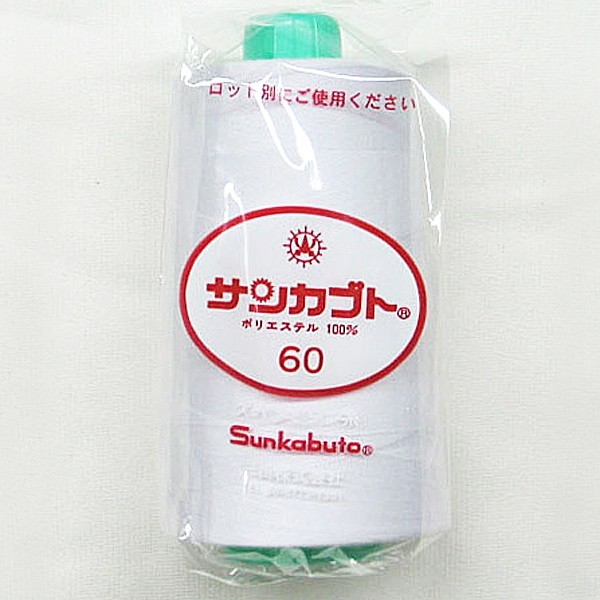 ロット別にご使用ください
サンカブト®
ポリエステル 100%
60
Sunkabuto®